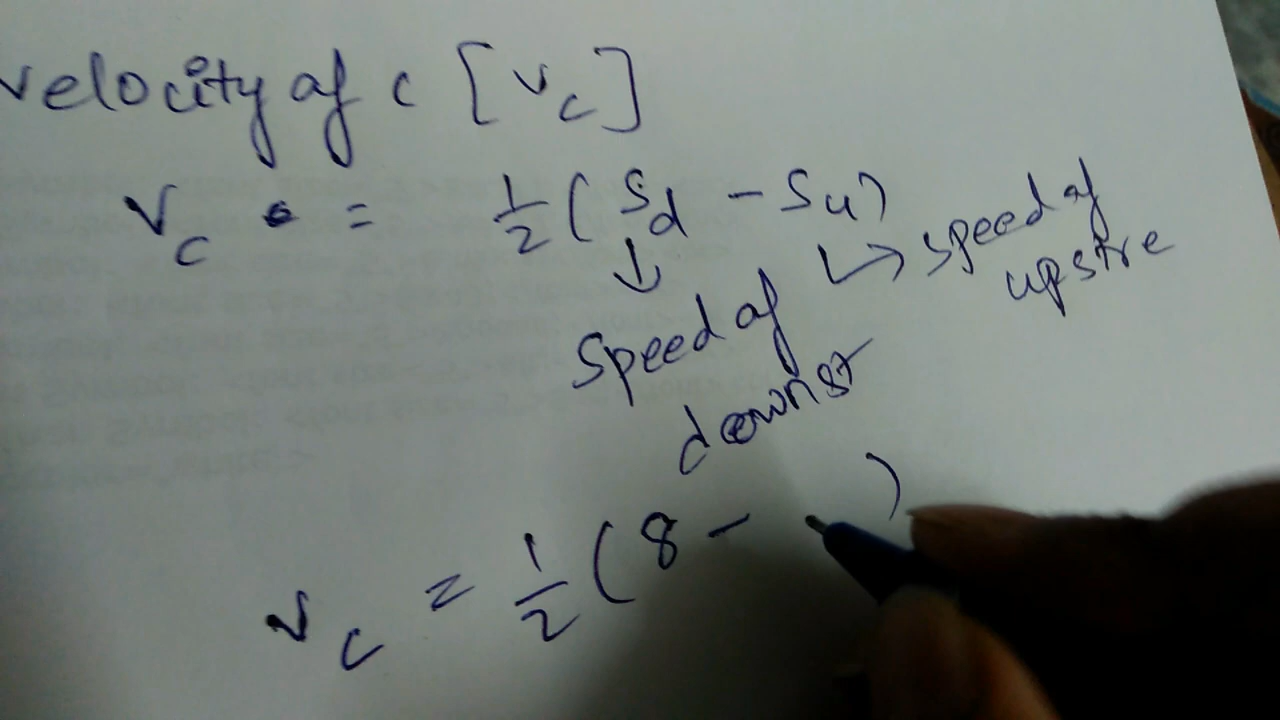 velocity of c [vc]
Vc = 1/2 ( Sd - Su)
↓ ↳ speed of upstre
Speed of
downst
Vc = 1/2 ( 8 - )